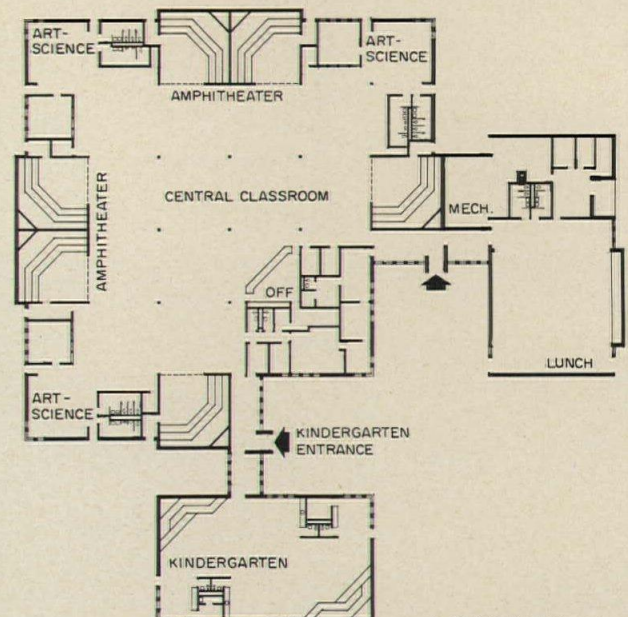 ART-
SCIENCE
ART-
SCIENCE
AMPHITHEATER
AMPHITHEATER
CENTRAL CLASSROOM
MECH.
OFF
LUNCH
ART-
SCIENCE
KINDERGARTEN
ENTRANCE
KINDERGARTEN